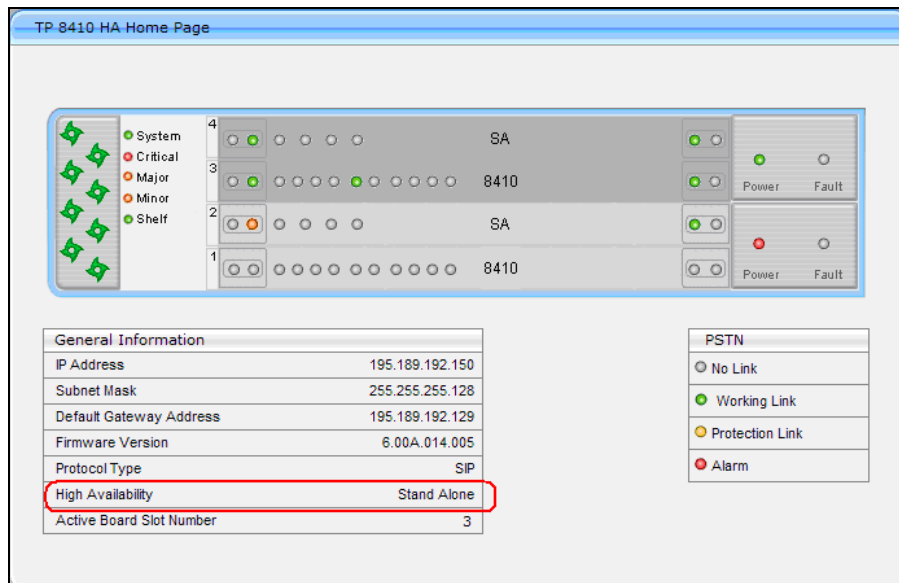 TP 8410 HA Home Page
System
Critical
Major
Minor
Shelf
4 SA
3 8410
2 SA
1 8410
Power Fault
Power Fault
General Information
IP Address 195.189.192.150
Subnet Mask 255.255.255.128
Default Gateway Address 195.189.192.129
Firmware Version 6.00A.014.005
Protocol Type SIP
High Availability Stand Alone
Active Board Slot Number 3
PSTN
No Link
Working Link
Protection Link
Alarm